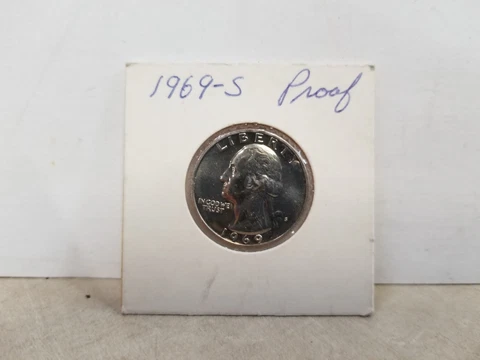 1969-S Proof
LIBERTY
IN GOD WE
TRUST
S
1969